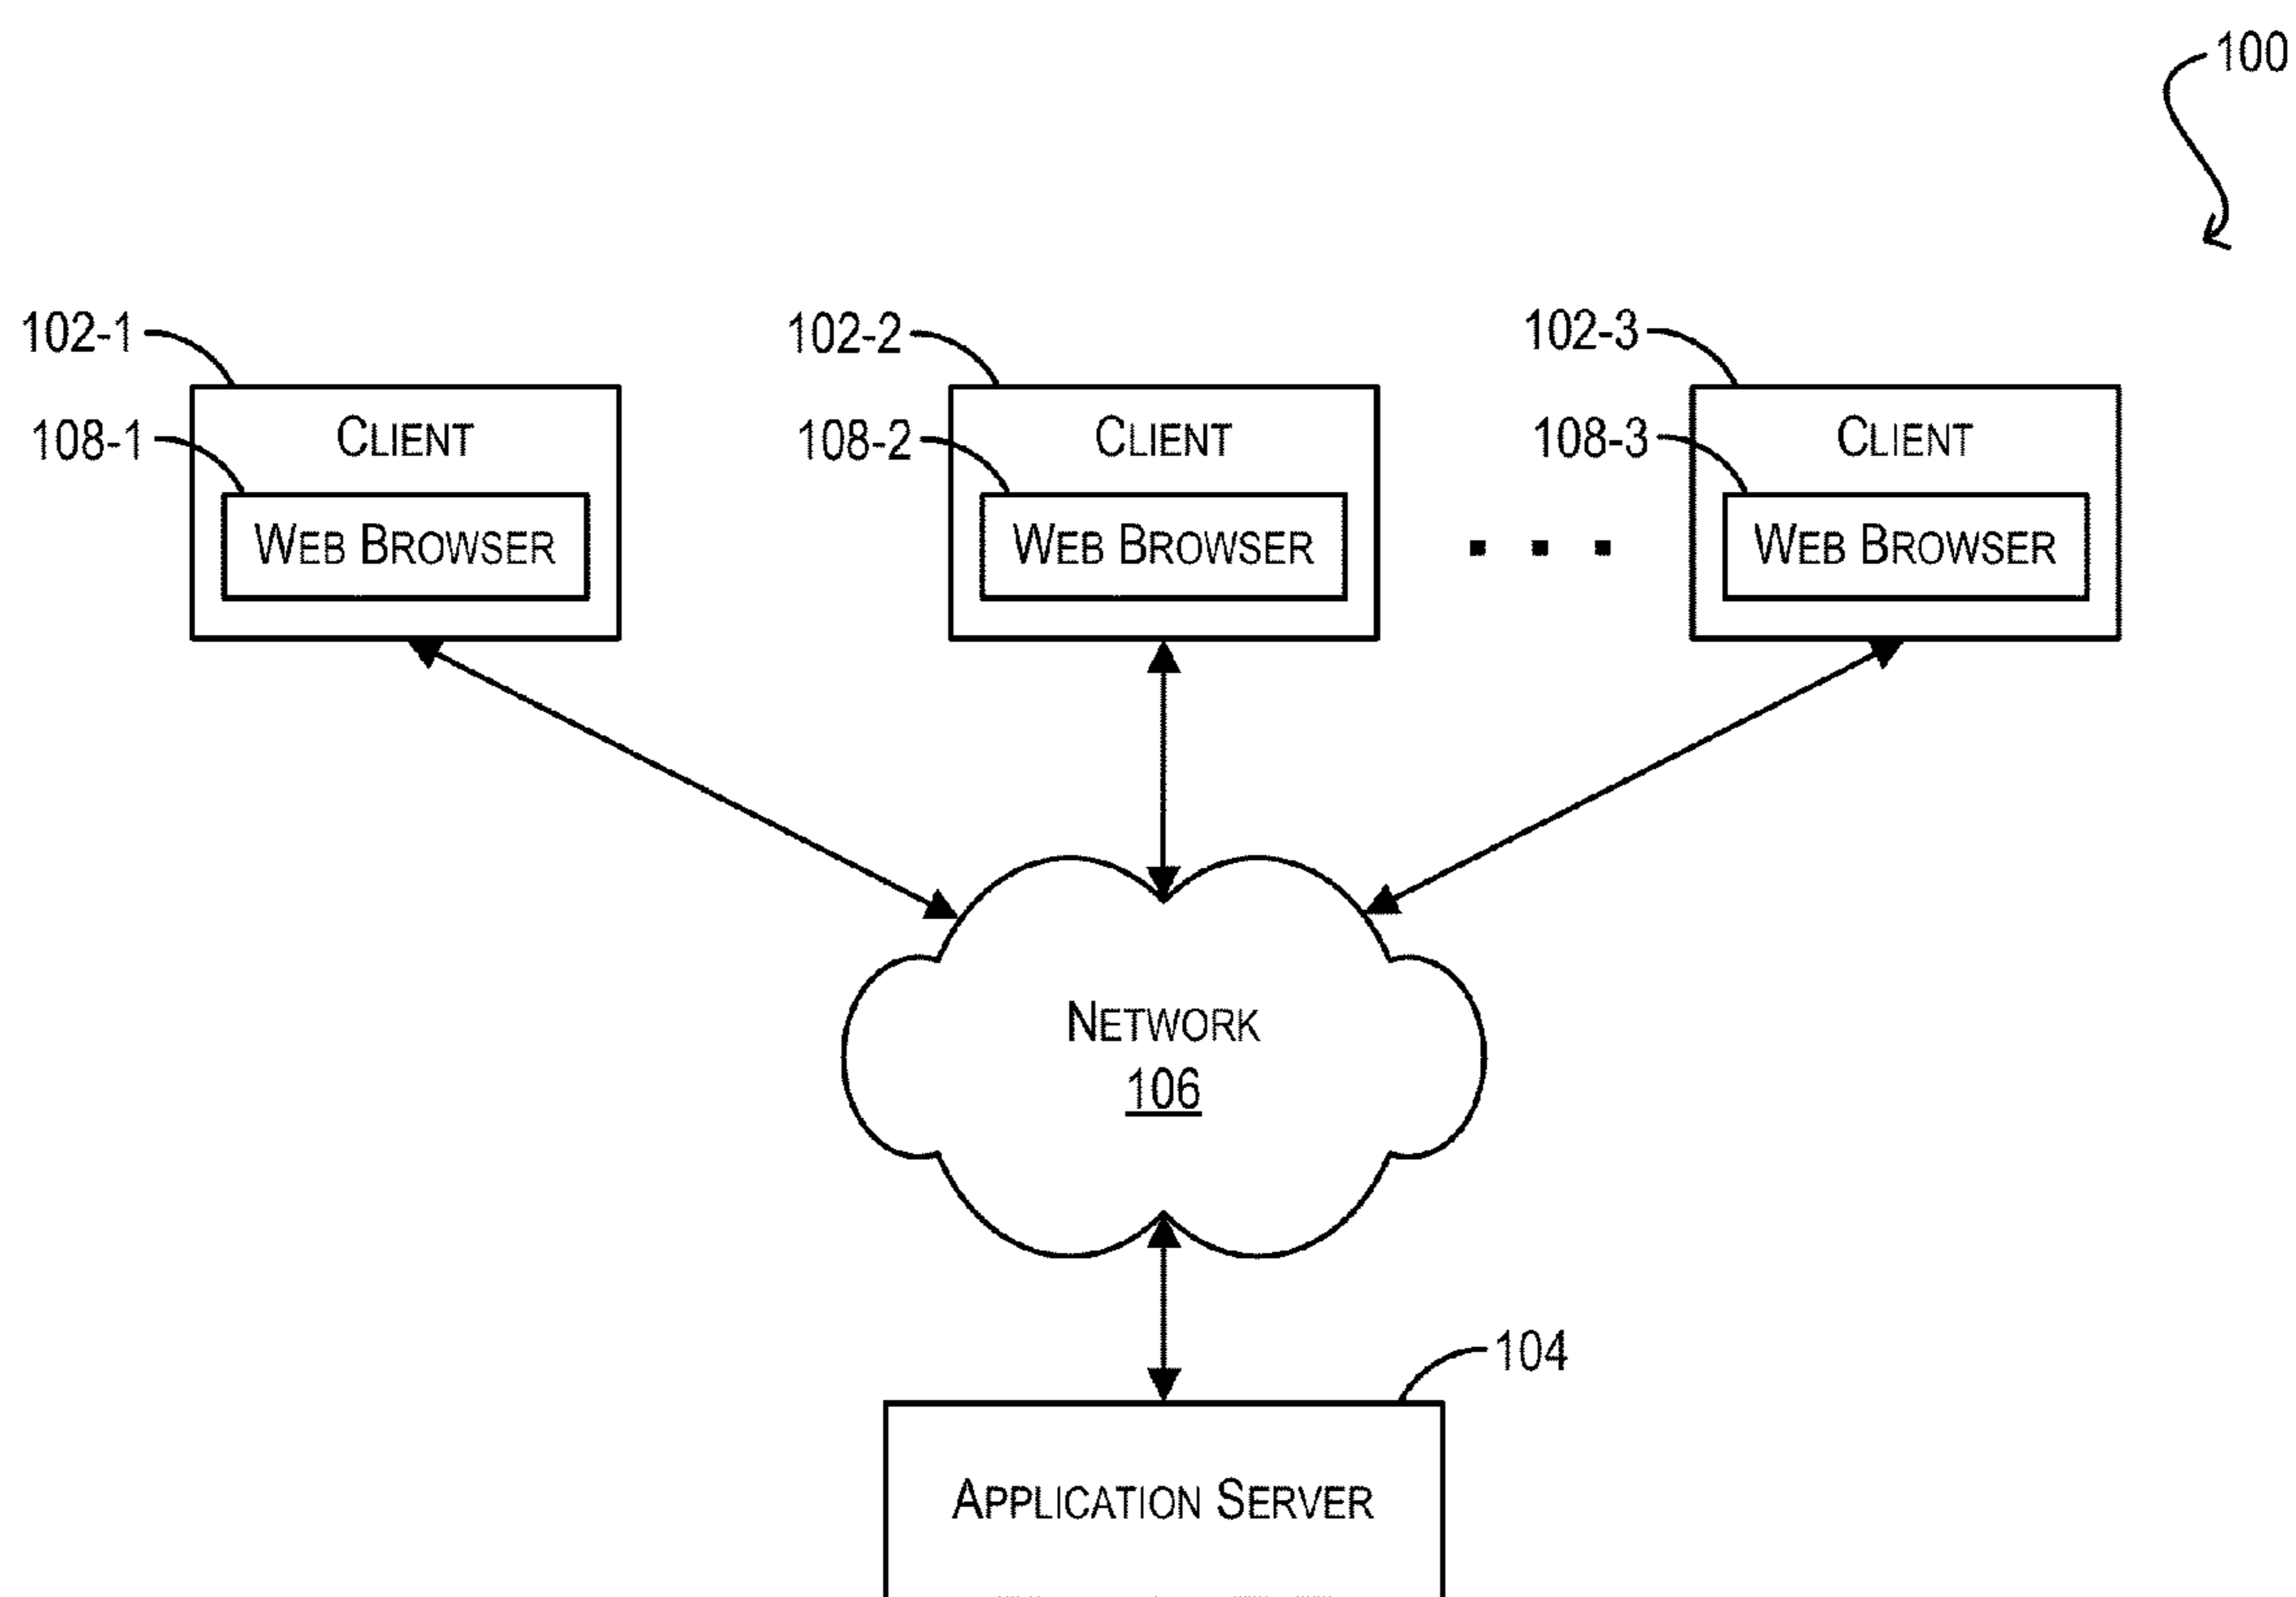 100
102-1
102-2
102-3
108-1 CLIENT
108-2 CLIENT
108-3 CLIENT
WEB BROWSER
WEB BROWSER
WEB BROWSER
NETWORK
106
104
APPLICATION SERVER